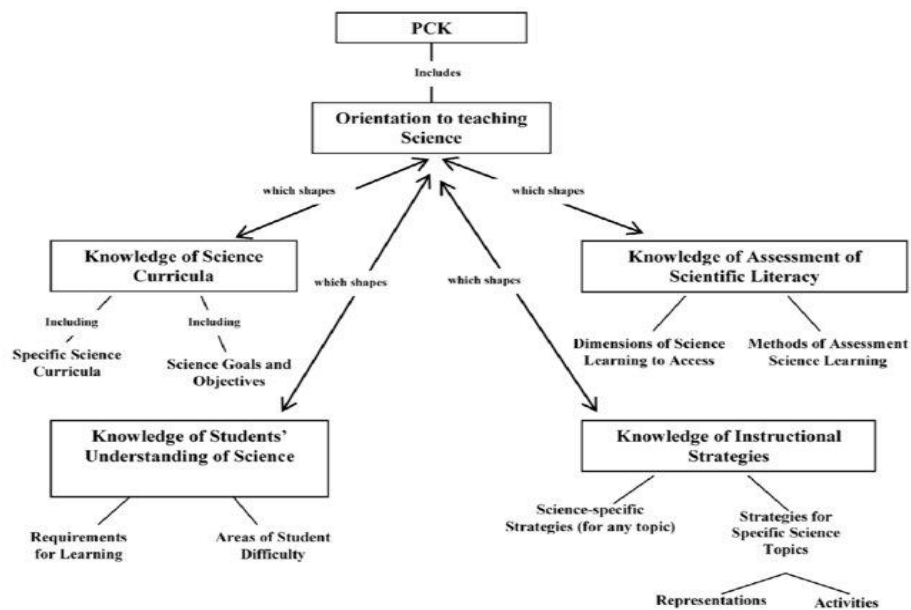 PCK
Includes
Orientation to teaching
Science
which shapes
which shapes
Knowledge of Science
Curricula
Knowledge of Assessment of
Scientific Literacy
which shapes
which shapes
Including
Including
Specific Science
Curricula
Science Goals and
Objectives
Dimensions of Science
Learning to Access
Methods of Assessment
Science Learning
Knowledge of Students'
Understanding of Science
Knowledge of Instructional
Strategies
Requirements
for Learning
Areas of Student
Difficulty
Science-specific
Strategies (for any topic)
Strategies for
Specific Science
Topics
Representations
Activities